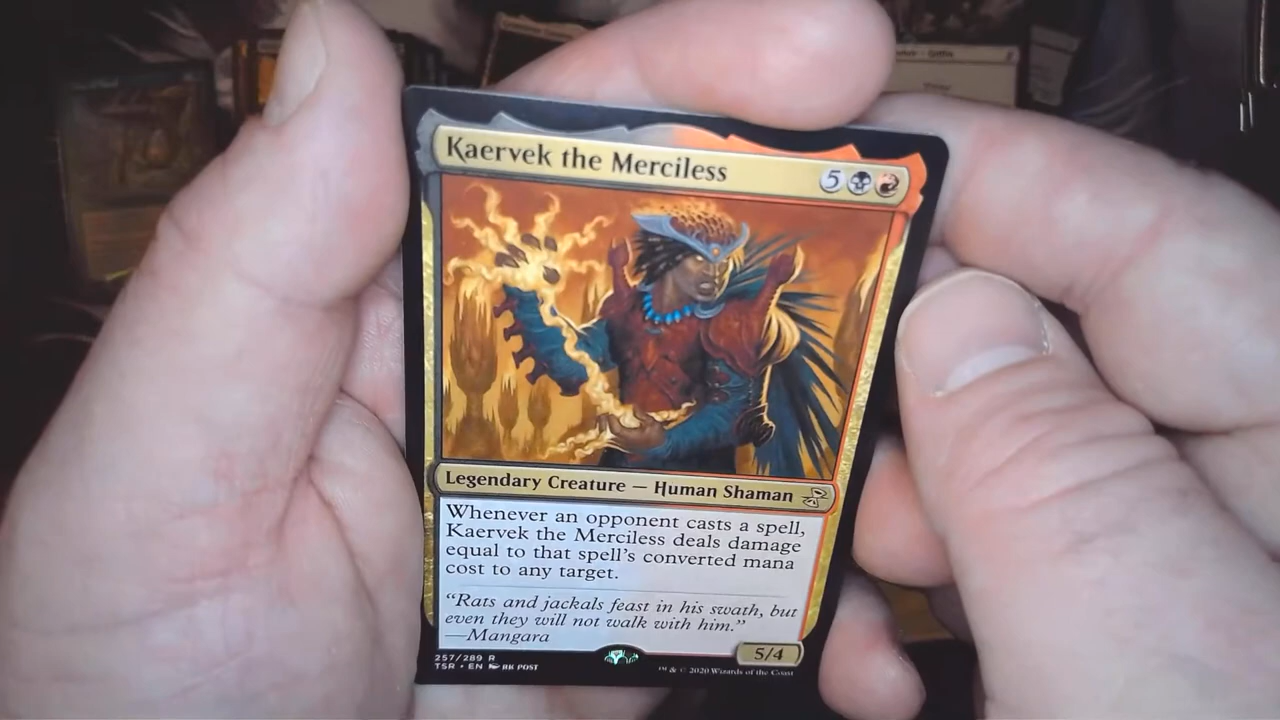 Kaervek the Merciless
5
Legendary Creature — Human Shaman
Whenever an opponent casts a spell,
Kaervek the Merciless deals damage
equal to that spell's converted mana
cost to any target.
"Rats and jackals feast in his swath, but
even they will not walk with him."
—Mangara
5/4
257/289 R
TSR • EN RK POST
™ & © 2020 Wizards of the Coast